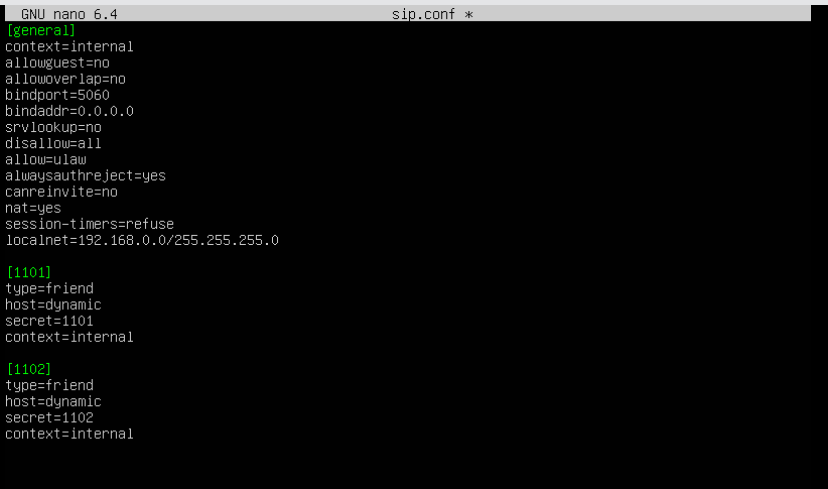 GNU nano 6.4 sip.conf *
[general]
context=internal
allowguest=no
allowoverlap=no
bindport=5060
bindaddr=0.0.0.0
srvlookup=no
disallow=all
allow=ulaw
alwaysauthreject=yes
canreinvite=no
nat=yes
session-timers=refuse
localnet=192.168.0.0/255.255.255.0
[1101]
type=friend
host=dynamic
secret=1101
context=internal
[1102]
type=friend
host=dynamic
secret=1102
context=internal